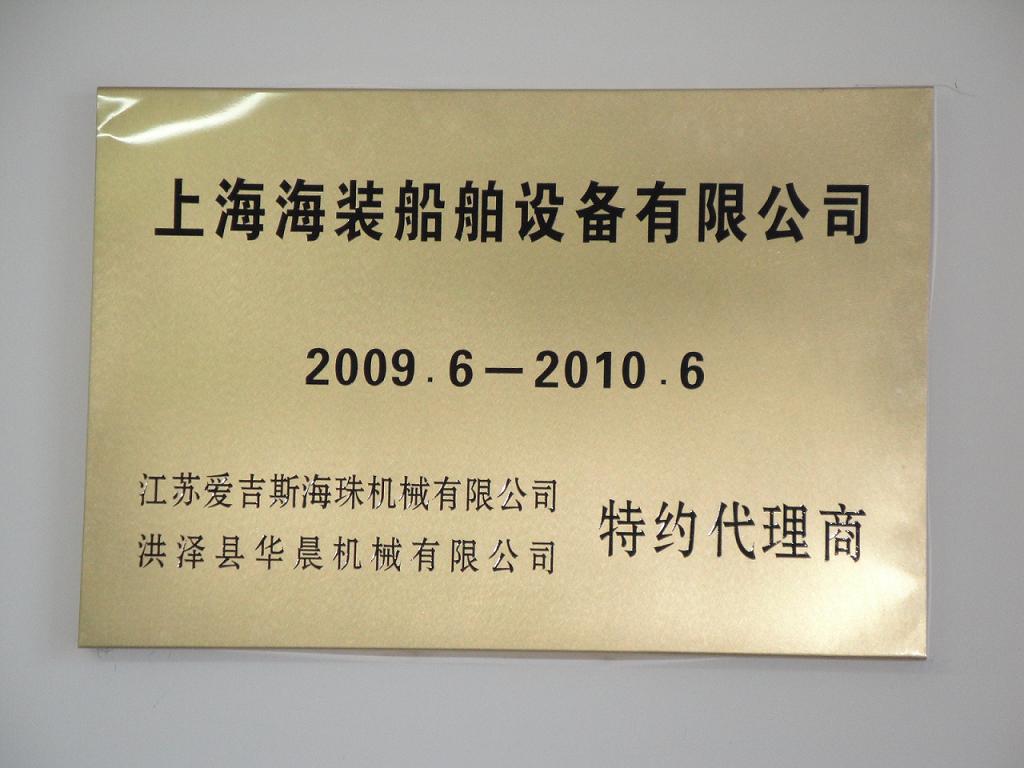 上海海装船舶设备有限公司
2009.6—2010.6
江苏爱吉斯海珠机械有限公司
洪泽县华晨机械有限公司
特约代理商